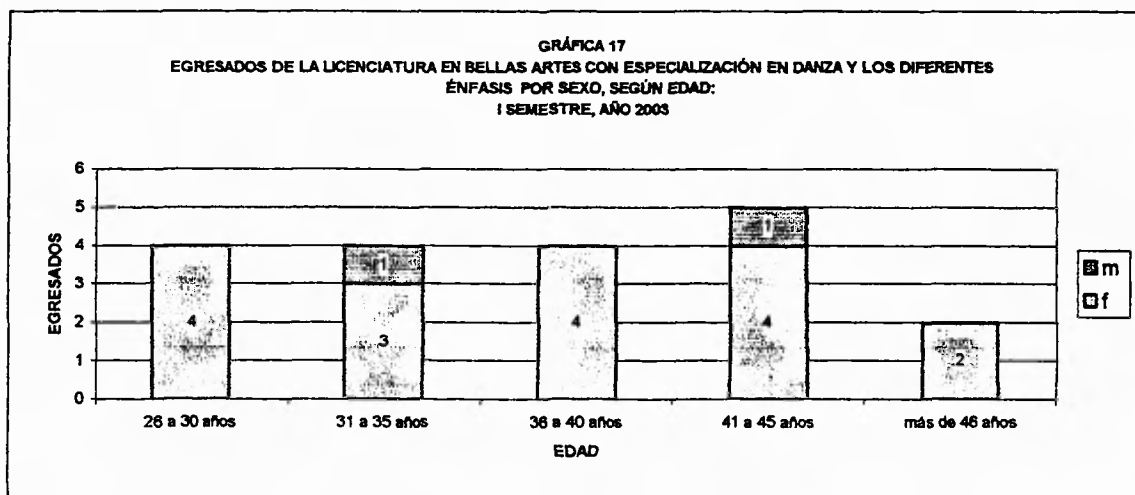 GRÁFICA 17
EGRESADOS DE LA LICENCIATURA EN BELLAS ARTES CON ESPECIALIZACIÓN EN DANZA Y LOS DIFERENTES
ÉNFASIS POR SEXO, SEGÚN EDAD:
I SEMESTRE, AÑO 2003
6
5
4
3
2
1
0
EGRESADOS
4
1
3
4
1
4
2
m
f
26 a 30 años 31 a 35 años 36 a 40 años 41 a 45 años más de 46 años
EDAD